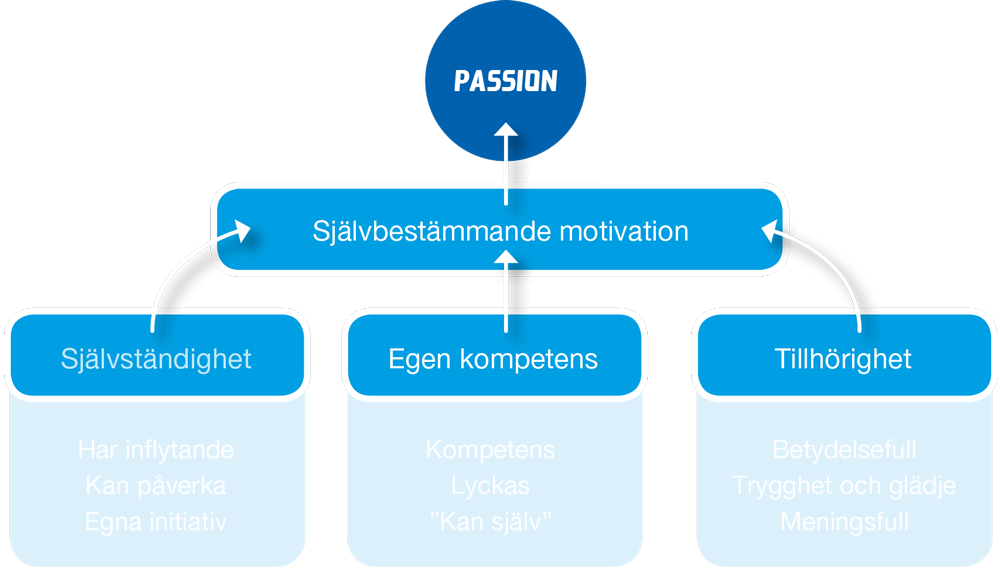 PASSION
Självbestämmande motivation
Självständighet
Har inflytande
Kan påverka
Egna initiativ
Egen kompetens
Kompetens
Lyckas
”Kan själv”
Tillhörighet
Betydelsefull
Trygghet och glädje
Meningsfull